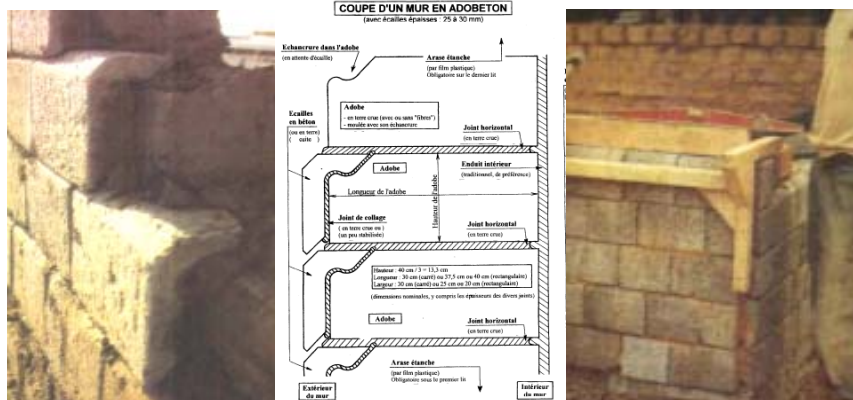 COUPE D'UN MUR EN ADOBETON
(avec écailles épaisses : 25 à 30 mm)
Echancrure dans l'adobe
(en attente d'écaille)
Arase étanche
(par film plastique)
Obligatoire sur le dernier lit
Ecailles
en béton
(ou en terre)
( cuite )
Adobe
- en terre crue (avec ou sans "fibres")
- moulée avec son échancrure
Joint horizontal
(en terre crue)
Adobe
Enduit intérieur
(traditionnel, de préférence)
Longueur de l'adobe
Hauteur de l'adobe
Joint de collage
( en terre crue ou )
(un peu stabilisée)
Joint horizontal
(en terre crue)
Hauteur : 40 cm / 3 = 13,3 cm
Longueur : 30 cm (carré) ou 37,5 cm ou 40 cm (rectangulaire)
Largeur : 30 cm (carré) ou 25 cm ou 20 cm (rectangulaire)
(dimensions nominales, y compris les épaisseurs des divers joints)
Adobe
Joint horizontal
(en terre crue)
Arase étanche
(par film plastique)
Obligatoire sous le premier lit
Extérieur
du mur
Intérieur
du mur